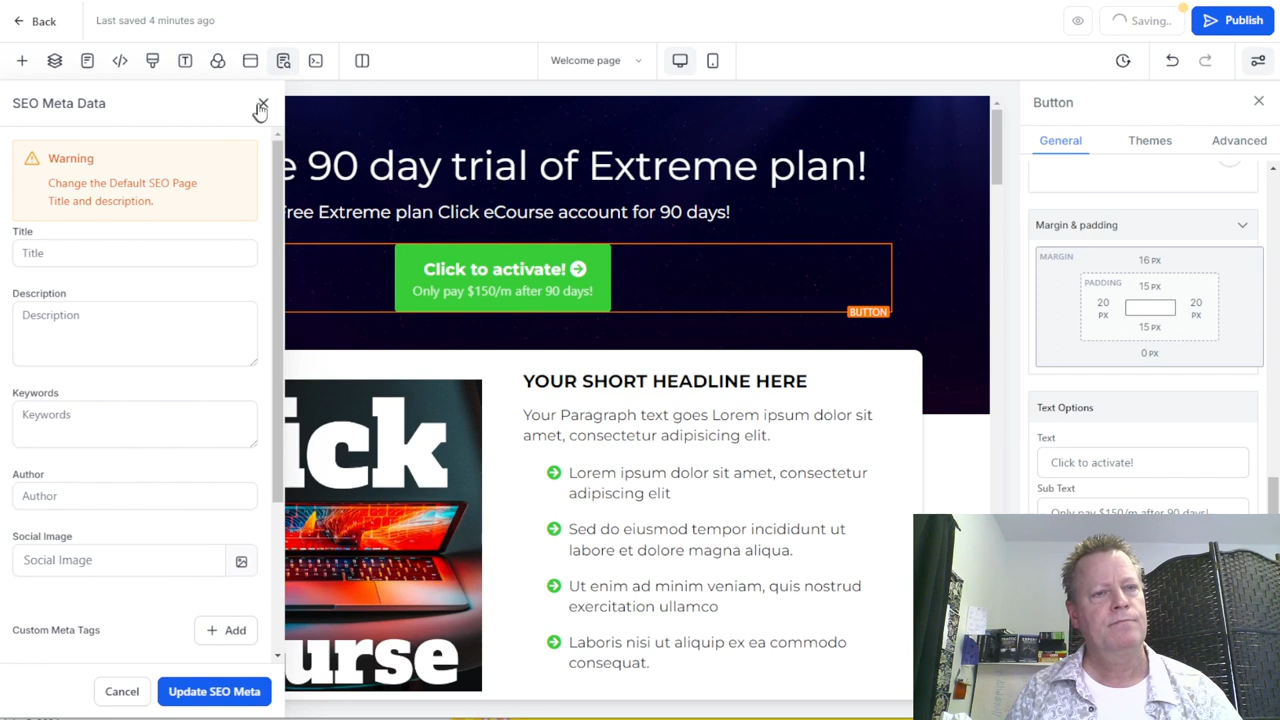 Back
Last saved 4 minutes ago
Saving..
Publish
Welcome page
SEO Meta Data
Warning
Change the Default SEO Page
Title and description.
Title
Title
Description
Description
Keywords
Keywords
Author
Author
Social Image
Social Image
Custom Meta Tags
Add
Cancel
Update SEO Meta
e 90 day trial of Extreme plan!
Free Extreme plan Click eCourse account for 90 days!
Click to activate!
Only pay $150/m after 90 days!
BUTTON
ick
urse
YOUR SHORT HEADLINE HERE
Your Paragraph text goes Lorem ipsum dolor sit
amet, consectetur adipisicing elit.
Lorem ipsum dolor sit amet, consectetur
adipiscing elit
Sed do eiusmod tempor incididunt ut
labore et dolore magna aliqua.
Ut enim ad minim veniam, quis nostrud
exercitation ullamco
Laboris nisi ut aliquip ex ea commodo
consequat.
Button
General Themes Advanced
Margin & padding
MARGIN
16 PX
PADDING
15 PX
20 PX
20 PX
15 PX
0 PX
Text Options
Text
Click to activate!
Sub Text
Only pay $150/m after 90 days!